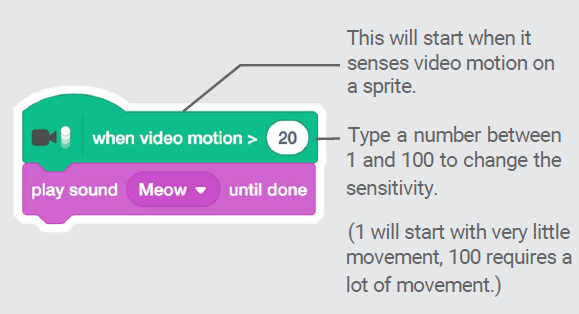 This will start when it
senses video motion on
a sprite.
when video motion > 20
Type a number between
1 and 100 to change the
sensitivity.
play sound Meow until done
(1 will start with very little
movement, 100 requires a
lot of movement.)